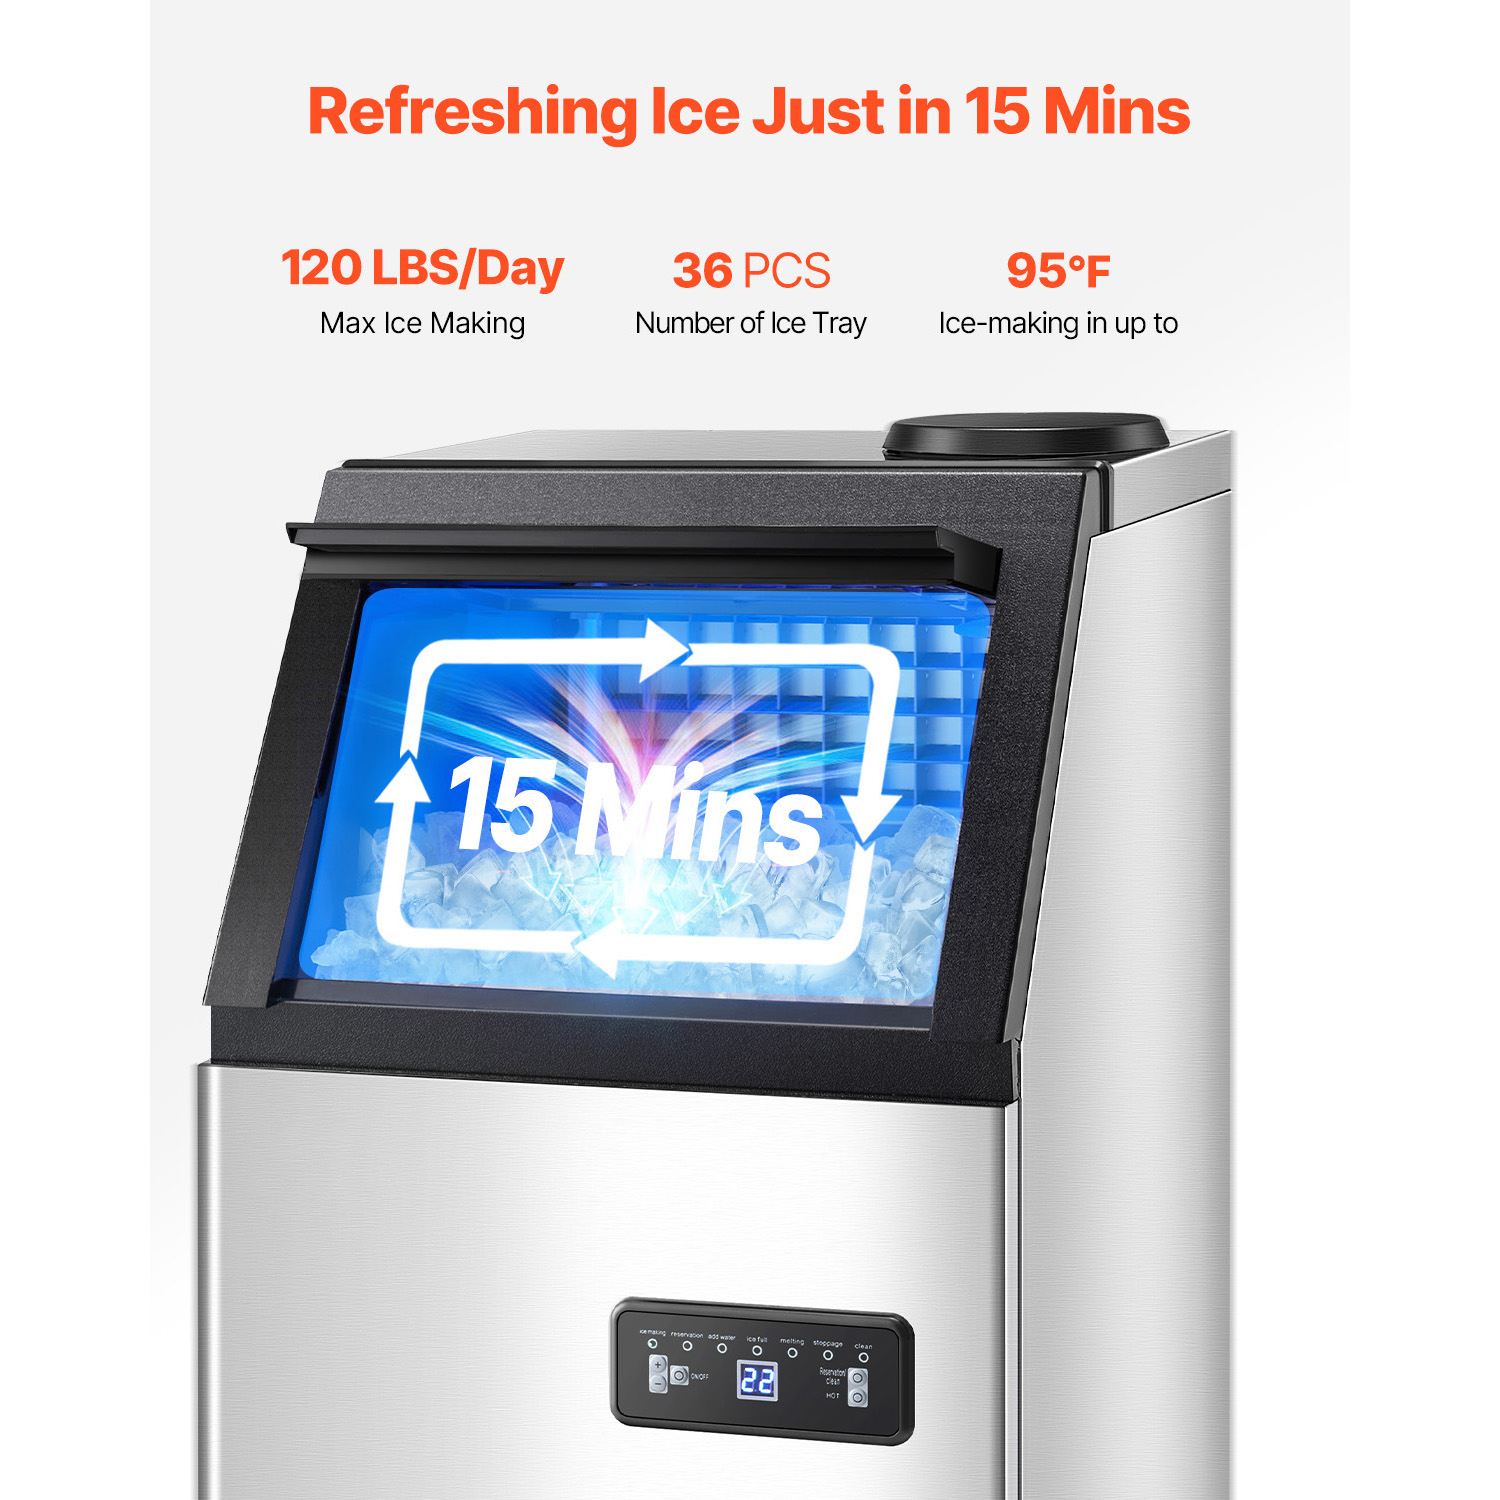 Refreshing Ice Just in 15 Mins
120 LBS/Day
Max Ice Making
36 PCS
Number of Ice Tray
95°F
Ice-making in up to
15 Mins
ice making reservation add water ice full melting stoppage clean
+
−
ON/OFF
22
Reservation/
clean
HOT